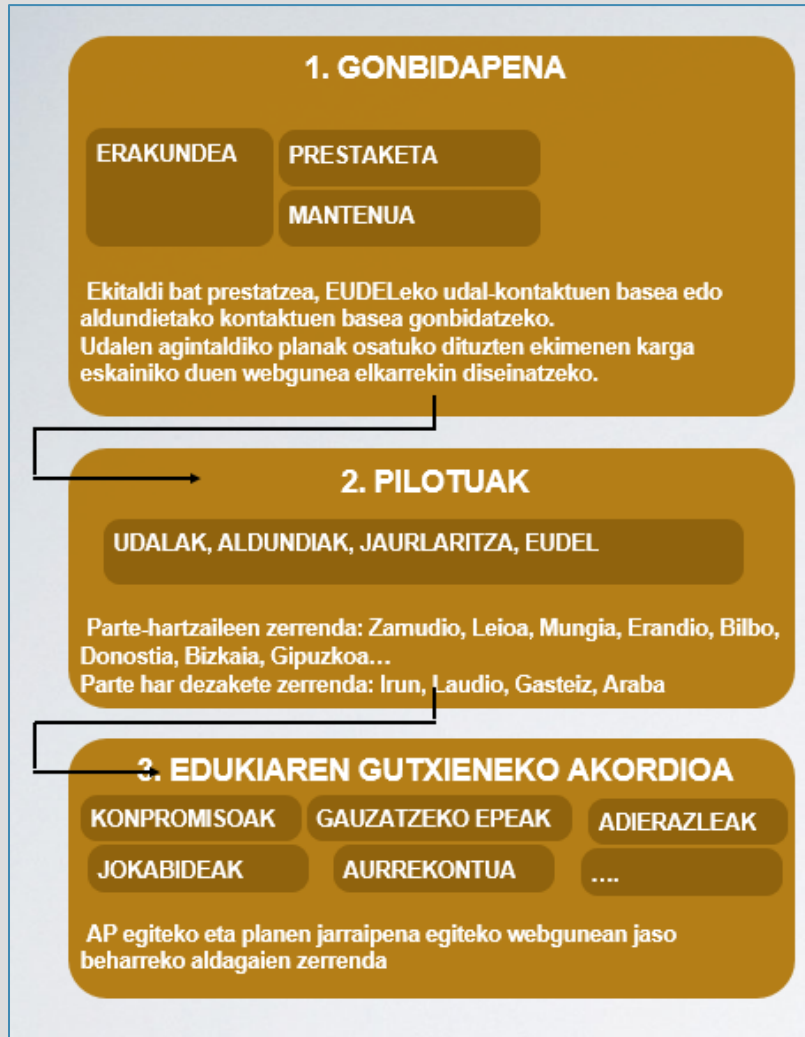 1. GONBIDAPENA
ERAKUNDEA
PRESTAKETA
MANTENUA
Ekitaldi bat prestatzea, EUDELeko udal-kontaktuen basea edo
aldundietako kontaktuen basea gonbidatzeko.
Udalen agintaldiko planak osatuko dituzten ekimenen karga
eskainiko duen webgunea elkarrekin diseinatzeko.
2. PILOTUAK
UDALAK, ALDUNDIAK, JAURLARITZA, EUDEL
Parte-hartzaileen zerrenda: Zamudio, Leioa, Mungia, Erandio, Bilbo,
Donostia, Bizkaia, Gipuzkoa…
Parte har dezakete zerrenda: Irun, Laudio, Gasteiz, Araba
3. EDUKIAREN GUTXIENEKO AKORDIOA
KONPROMISOAK GAUZATZEKO EPEAK ADIERAZLEAK
JOKABIDEAK AURREKONTUA ….
AP egiteko eta planen jarraipena egiteko webgunean jaso
beharreko aldagaien zerrenda